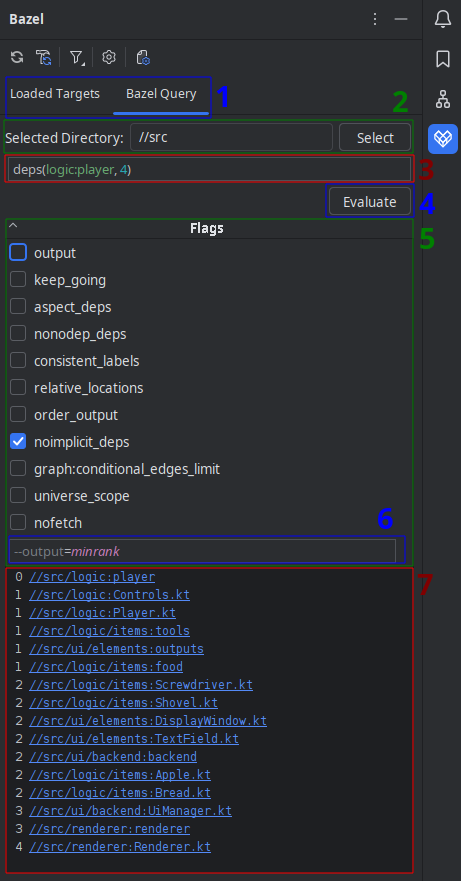 Bazel
Loaded Targets Bazel Query 1
2
Selected Directory: //src Select
deps(logic:player, 4) 3
Evaluate 4
Flags 5
output
keep_going
aspect_deps
nonodep_deps
consistent_labels
relative_locations
order_output
noimplicit_deps
graph:conditional_edges_limit
universe_scope
nofetch 6
--output=minrank
0 //src/logic:player 7
1 //src/logic:Controls.kt
1 //src/logic:Player.kt
1 //src/logic/items:tools
1 //src/ui/elements:outputs
1 //src/logic/items:food
2 //src/logic/items:Screwdriver.kt
2 //src/logic/items:Shovel.kt
2 //src/ui/elements:DisplayWindow.kt
2 //src/ui/elements:TextField.kt
2 //src/ui/backend:backend
2 //src/logic/items:Apple.kt
2 //src/logic/items:Bread.kt
3 //src/ui/backend:UiManager.kt
3 //src/renderer:renderer
4 //src/renderer:Renderer.kt